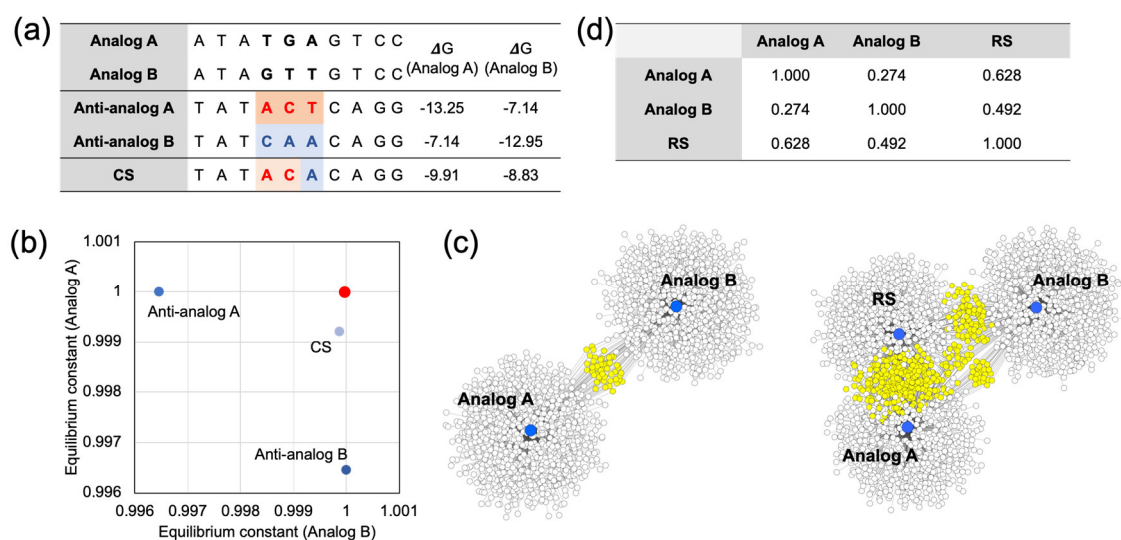 (a)
Analog A A T A T G A G T C C ΔG (Analog A) ΔG (Analog B)
Analog B A T A G T T G T C C
Anti-analog A T A T A C T C A G G -13.25 -7.14
Anti-analog B T A T C A A C A G G -7.14 -12.95
CS T A T A C A C A G G -9.91 -8.83
(d)
Analog A Analog B RS
Analog A 1.000 0.274 0.628
Analog B 0.274 1.000 0.492
RS 0.628 0.492 1.000
(b)
Equilibrium constant (Analog A)
1.001
1
0.999
0.998
0.997
0.996
Anti-analog A
CS
Anti-analog B
0.996 0.997 0.998 0.999 1 1.001
Equilibrium constant (Analog B)
(c)
Analog B
Analog A
RS
Analog B
Analog A